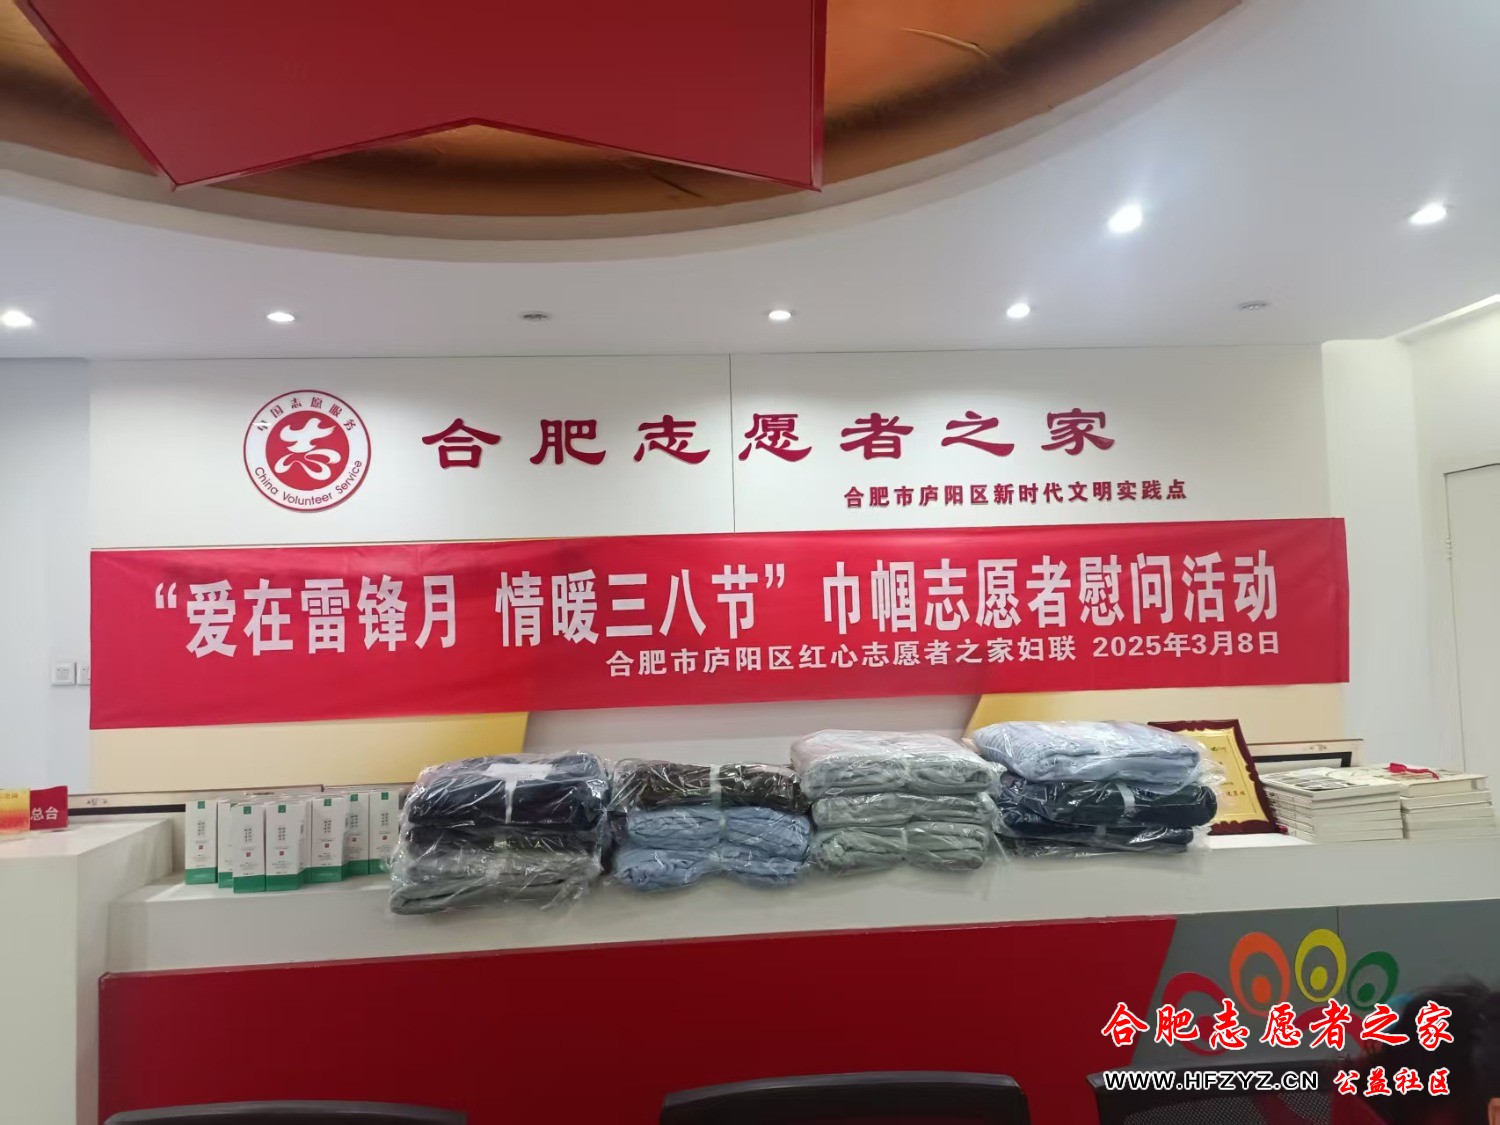 中国志愿服务
China Volunteer Service
合肥志愿者之家
合肥市庐阳区新时代文明实践点
“爱在雷锋月 情暖三八节”巾帼志愿者慰问活动
合肥市庐阳区红心志愿者之家妇联 2025年3月8日
总台
合肥志愿者之家
WWW.HFZYZ.CN 公益社区